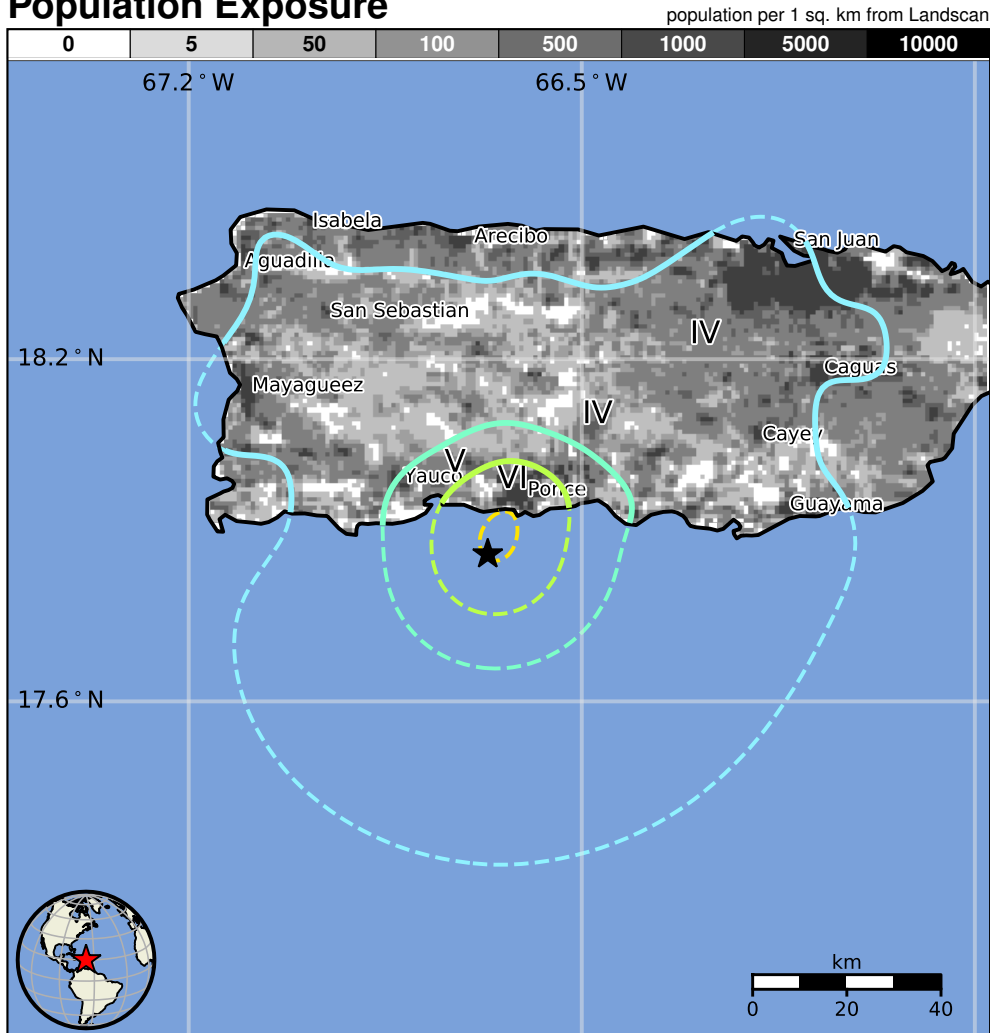 Population Exposure
population per 1 sq. km from Landscan
0 5 50 100 500 1000 5000 10000
67.2°W 66.5°W
Isabela
Arecibo
San Juan
Aguadilla
San Sebastian
IV
18.2°N
Caguas
Mayagueez
IV
Cayey
V
Yauco
VI
Ponce
Guayama
17.6°N
km
0 20 40